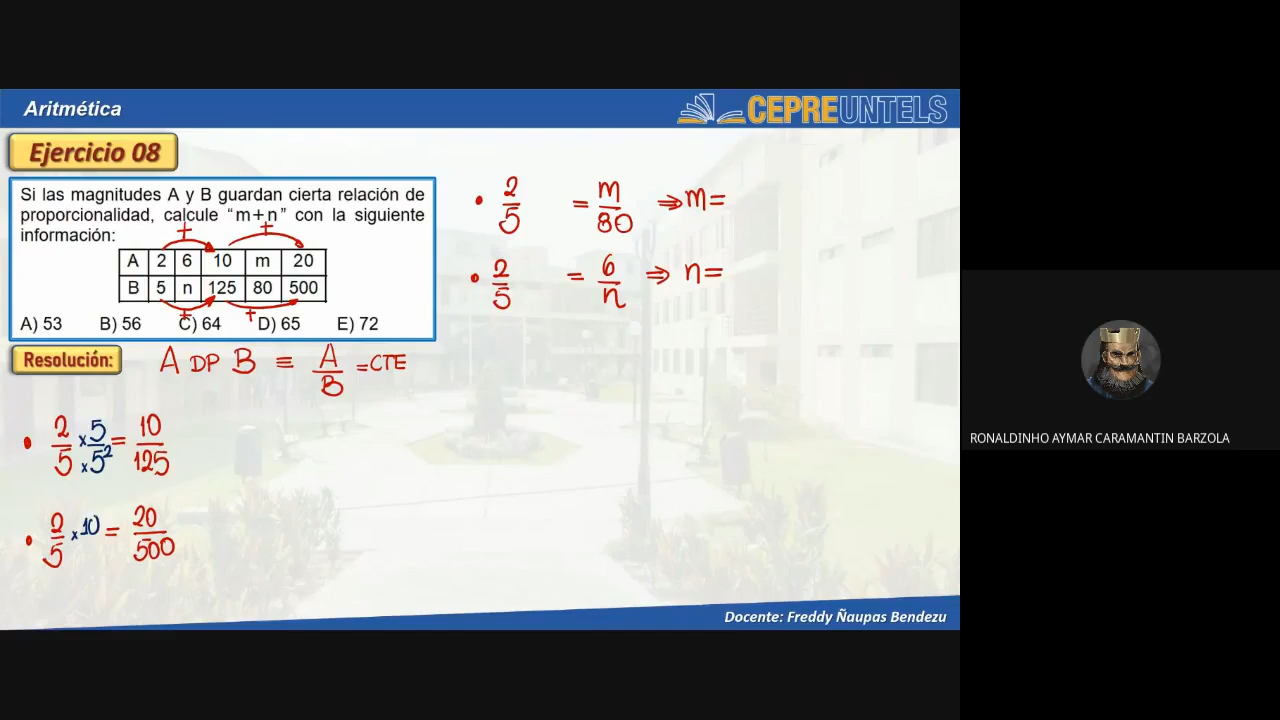 Aritmética
CEPREUNTELS
Ejercicio 08
Si las magnitudes A y B guardan cierta relación de
proporcionalidad, calcule “m+n” con la siguiente
información:
+ +
A 2 6 10 m 20
B 5 n 125 80 500
+ +
A) 53 B) 56 C) 64 D) 65 E) 72
Resolución:
A DP B ≡ A/B = CTE
• 2/5 ×5/×5² = 10/125
• 2/5 ×10 = 20/500
• 2/5 = m/80 ⇒ m=
• 2/5 = 6/n ⇒ n=
Docente: Freddy Ñaupas Bendezu
RONALDINHO AYMAR CARAMANTIN BARZOLA